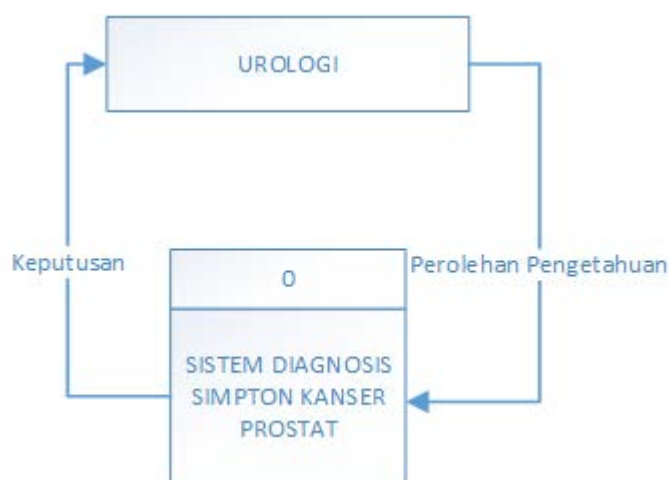 UROLOGI
Keputusan
Perolehan Pengetahuan
0
SISTEM DIAGNOSIS
SIMPTON KANSER
PROSTAT